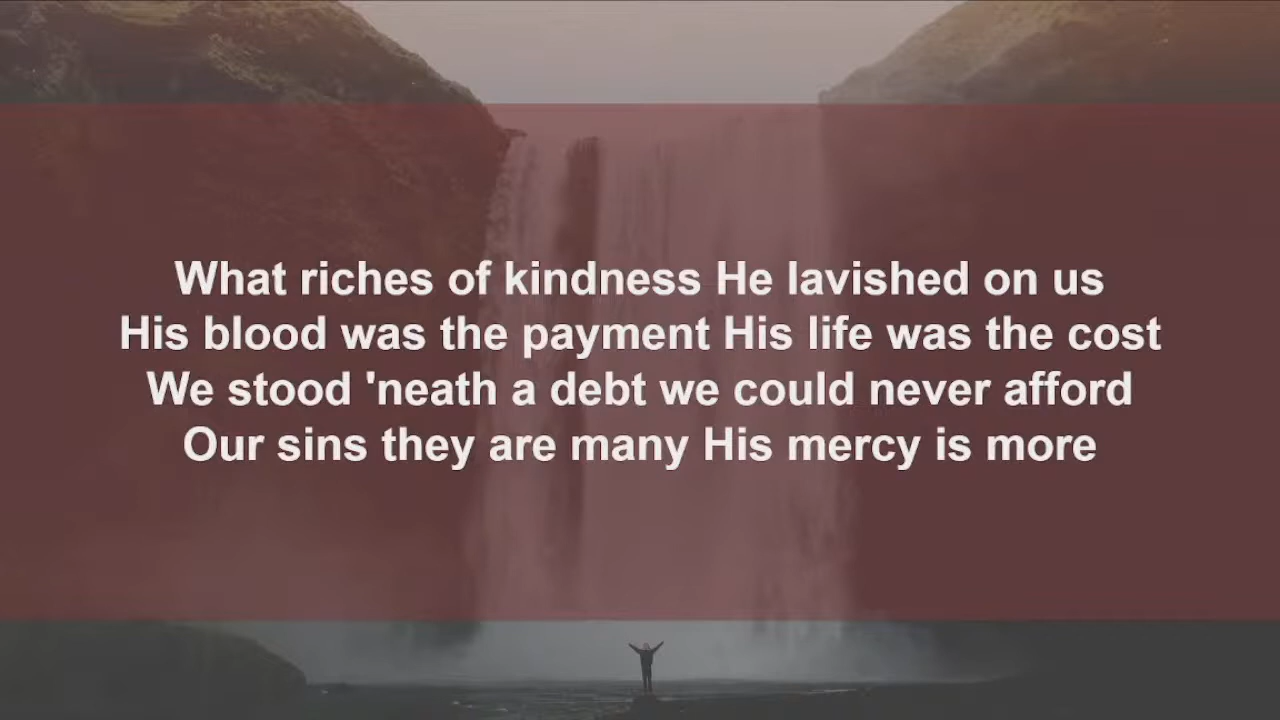 What riches of kindness He lavished on us
His blood was the payment His life was the cost
We stood 'neath a debt we could never afford
Our sins they are many His mercy is more